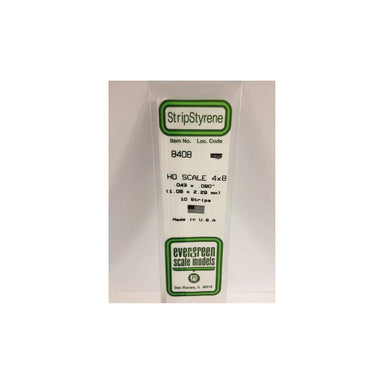 StripStyrene
Item No. Loc. Code
8408
HO SCALE 4x8
.043 x .090"
(1.09 x 2.29 mm)
10 Strips
Made in U.S.A.
evergreen
scale models
Des Plaines, IL 60018